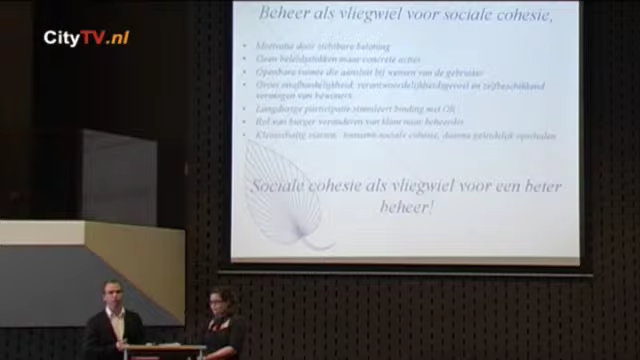 CityTV.nl
Beheer als vliegwiel voor sociale cohesie,
• Motivatie door zichtbare beloning
• Geen beleidsstukken maar concrete acties
• Openbare ruimte die aansluit bij wensen van de gebruiker
• Groei onafhankelijkheid, verantwoordelijkheidsgevoel en zelfbeschikkend
vermogen van bewoners
• Langdurige participatie stimuleert binding met OR
• Rol van burger veranderen van klant naar beheerder
• Kleinschalig starten, sociale cohesie, daarna geleidelijk opschalen
Sociale cohesie als vliegwiel voor een beter
beheer!